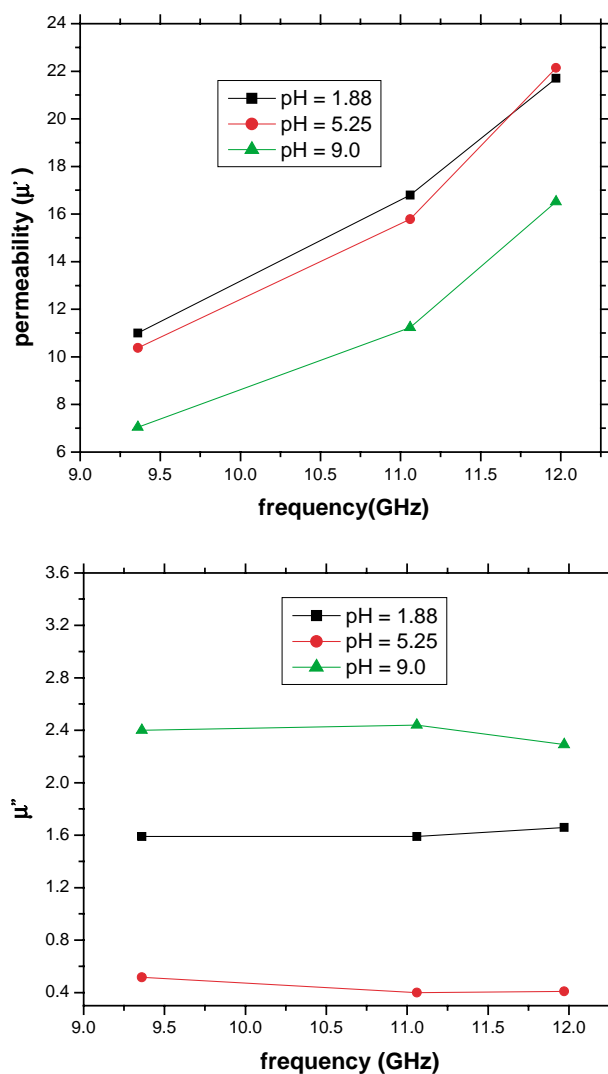 24
22
20
18
16
14
12
10
8
6
permeability (μ')
pH = 1.88
pH = 5.25
pH = 9.0
9.0 9.5 10.0 10.5 11.0 11.5 12.0
frequency(GHz)
3.6
3.2
2.8
2.4
2.0
1.6
1.2
0.8
0.4
μ''
pH = 1.88
pH = 5.25
pH = 9.0
9.0 9.5 10.0 10.5 11.0 11.5 12.0
frequency (GHz)